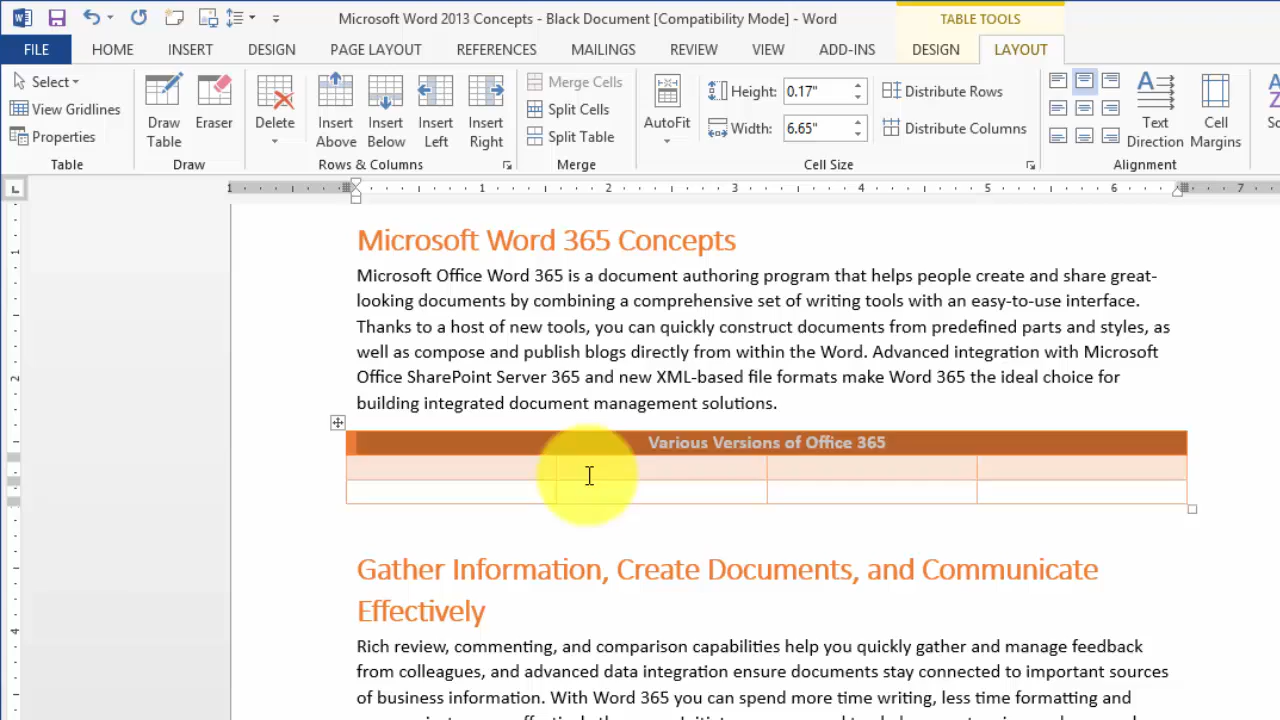 Microsoft Word 2013 Concepts - Black Document [Compatibility Mode] - Word
TABLE TOOLS
FILE HOME INSERT DESIGN PAGE LAYOUT REFERENCES MAILINGS REVIEW VIEW ADD-INS DESIGN LAYOUT
Select
View Gridlines
Properties
Table
Draw Table
Eraser
Draw
Delete
Insert Above
Insert Below
Insert Left
Insert Right
Rows & Columns
Merge Cells
Split Cells
Split Table
Merge
AutoFit
Height: 0.17"
Width: 6.65"
Distribute Rows
Distribute Columns
Cell Size
Text Direction
Cell Margins
Alignment
A
Z
1 1 2 3 4 5 6 7
1
2
4
Microsoft Word 365 Concepts
Microsoft Office Word 365 is a document authoring program that helps people create and share great-
looking documents by combining a comprehensive set of writing tools with an easy-to-use interface.
Thanks to a host of new tools, you can quickly construct documents from predefined parts and styles, as
well as compose and publish blogs directly from within the Word. Advanced integration with Microsoft
Office SharePoint Server 365 and new XML-based file formats make Word 365 the ideal choice for
building integrated document management solutions.
Various Versions of Office 365
Gather Information, Create Documents, and Communicate
Effectively
Rich review, commenting, and comparison capabilities help you quickly gather and manage feedback
from colleagues, and advanced data integration ensure documents stay connected to important sources
of business information. With Word 365 you can spend more time writing, less time formatting and